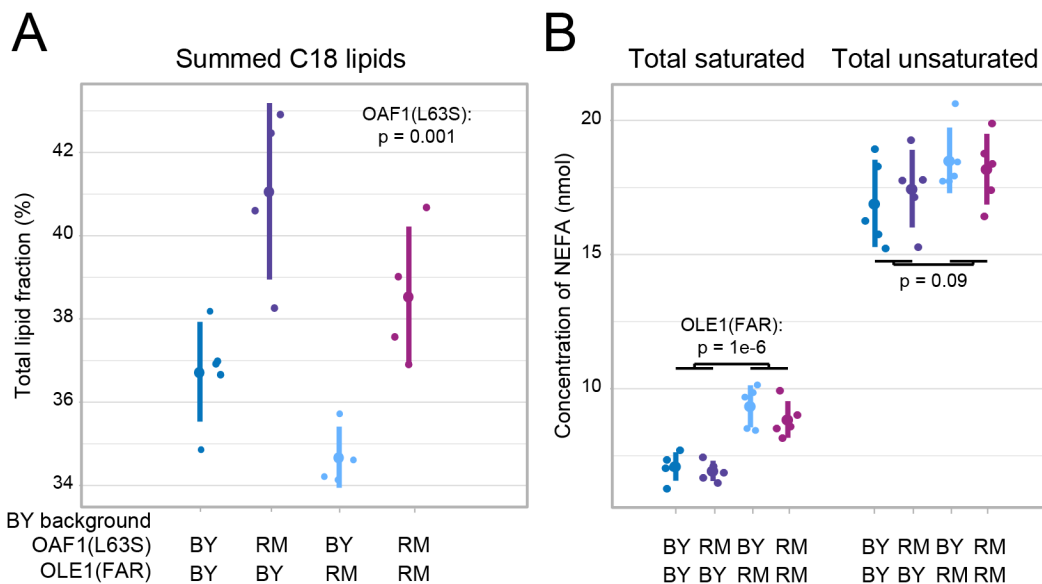 A
Summed C18 lipids
Total lipid fraction (%)
42
40
38
36
34
OAF1(L63S):
p = 0.001
BY background
OAF1(L63S) BY RM BY RM
OLE1(FAR) BY BY RM RM
B
Total saturated Total unsaturated
Concentration of NEFA (nmol)
20
15
10
OLE1(FAR):
p = 1e-6
p = 0.09
BY RM BY RM BY RM BY RM
BY BY RM RM BY BY RM RM